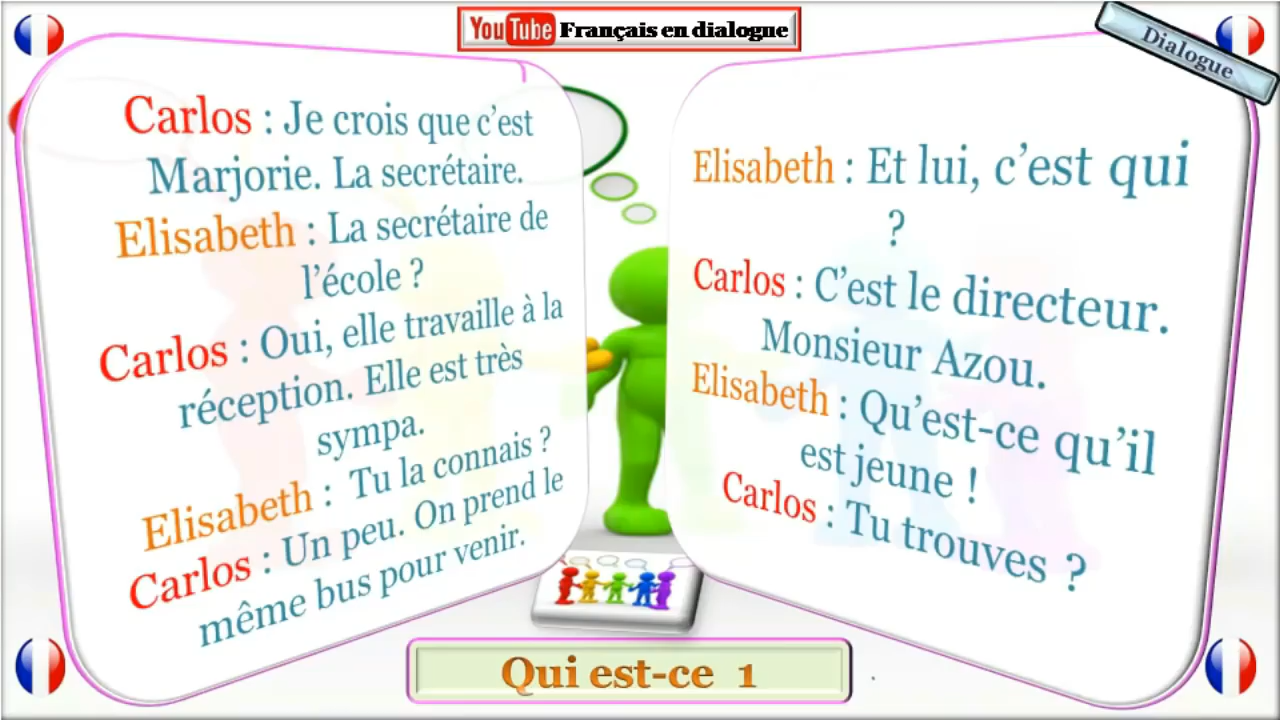 YouTube Français en dialogue
Dialogue
Carlos : Je crois que c'est
Marjorie. La secrétaire.
Elisabeth : La secrétaire de
l'école ?
Carlos : Oui, elle travaille à la
réception. Elle est très
sympa.
Elisabeth : Tu la connais ?
Carlos : Un peu. On prend le
même bus pour venir.
Elisabeth : Et lui, c'est qui
?
Carlos : C'est le directeur.
Monsieur Azou.
Elisabeth : Qu'est-ce qu'il
est jeune !
Carlos : Tu trouves ?
Qui est-ce 1